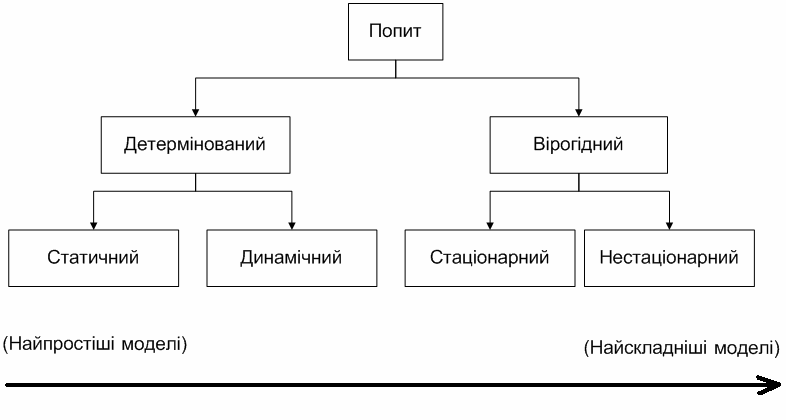 Попит
Детермінований
Вірогідний
Статичний
Динамічний
Стаціонарний
Нестаціонарний
(Найпростіші моделі)
(Найскладніші моделі)